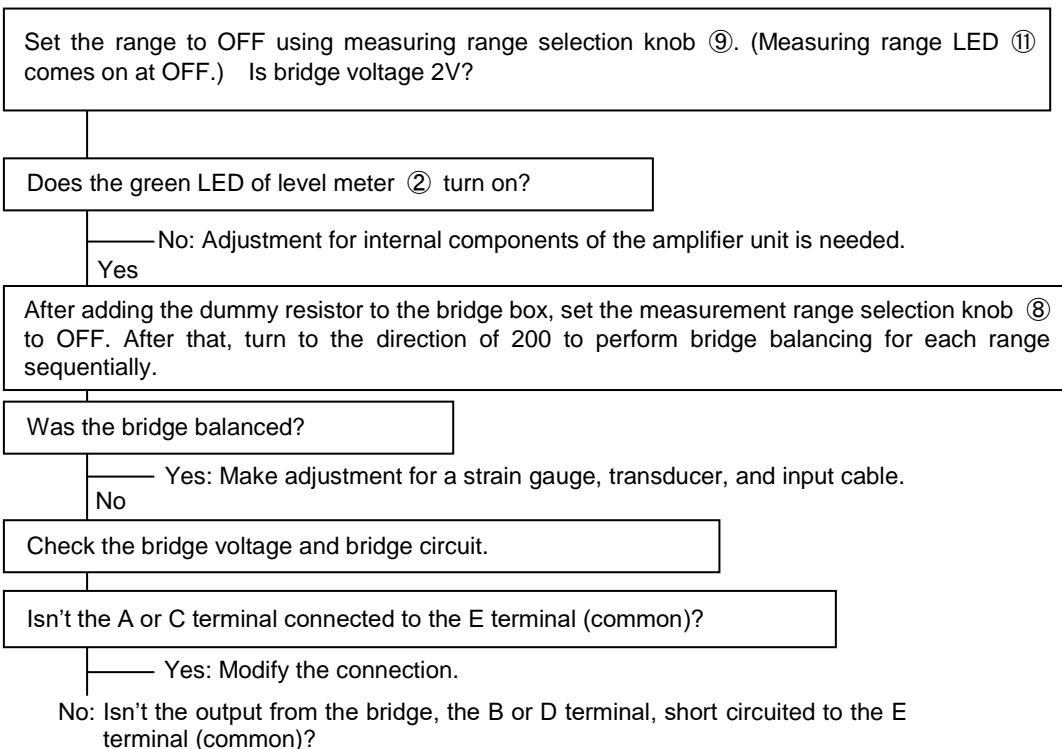 Set the range to OFF using measuring range selection knob ⑨. (Measuring range LED ⑪
comes on at OFF.) Is bridge voltage 2V?
Does the green LED of level meter ② turn on?
No: Adjustment for internal components of the amplifier unit is needed.
Yes
After adding the dummy resistor to the bridge box, set the measurement range selection knob ⑧
to OFF. After that, turn to the direction of 200 to perform bridge balancing for each range
sequentially.
Was the bridge balanced?
Yes: Make adjustment for a strain gauge, transducer, and input cable.
No
Check the bridge voltage and bridge circuit.
Isn't the A or C terminal connected to the E terminal (common)?
Yes: Modify the connection.
No: Isn't the output from the bridge, the B or D terminal, short circuited to the E
terminal (common)?